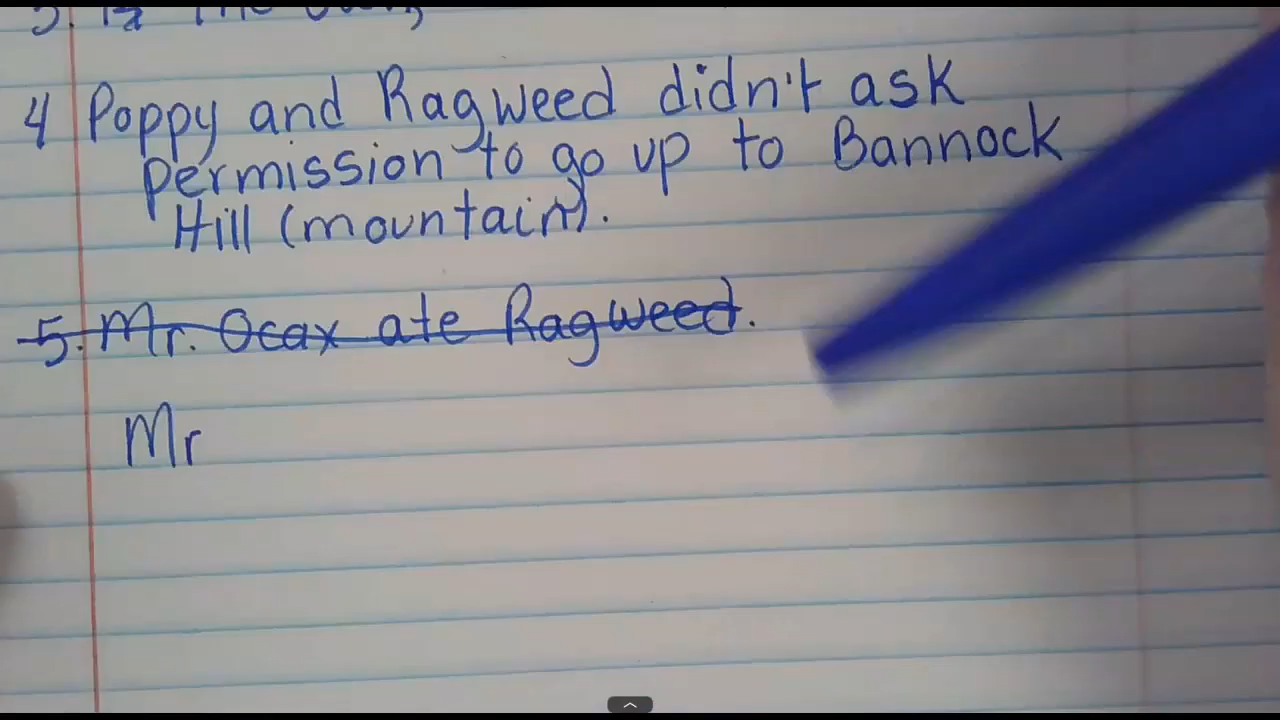 4 Poppy and Ragweed didn't ask
permission to go up to Bannock
Hill (mountain).
5. Mr. Ocax ate Ragweed.
Mr